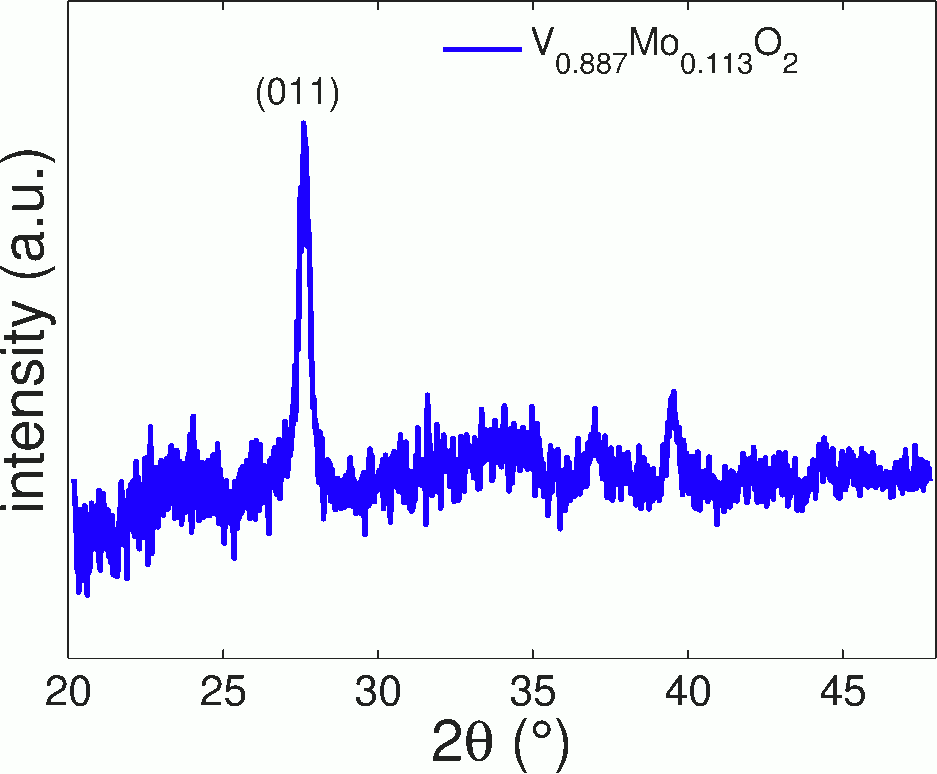 V0.887Mo0.113O2
(011)
intensity (a.u.)
20 25 30 35 40 45
2θ (°)